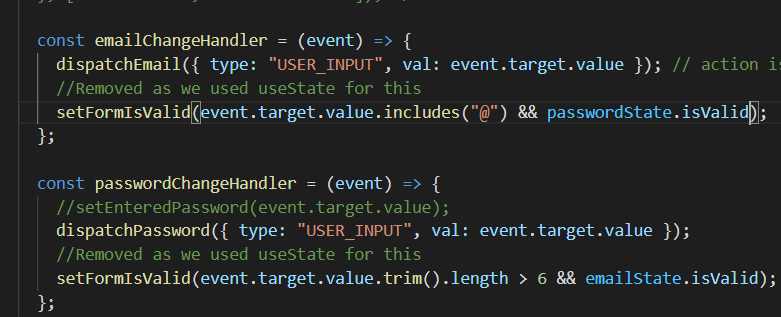 const emailChangeHandler = (event) => {
dispatchEmail({ type: "USER_INPUT", val: event.target.value }); // action is
//Removed as we used useState for this
setFormIsValid(event.target.value.includes("@") && passwordState.isValid);
};
const passwordChangeHandler = (event) => {
//setEnteredPassword(event.target.value);
dispatchPassword({ type: "USER_INPUT", val: event.target.value });
//Removed as we used useState for this
setFormIsValid(event.target.value.trim().length > 6 && emailState.isValid);
};